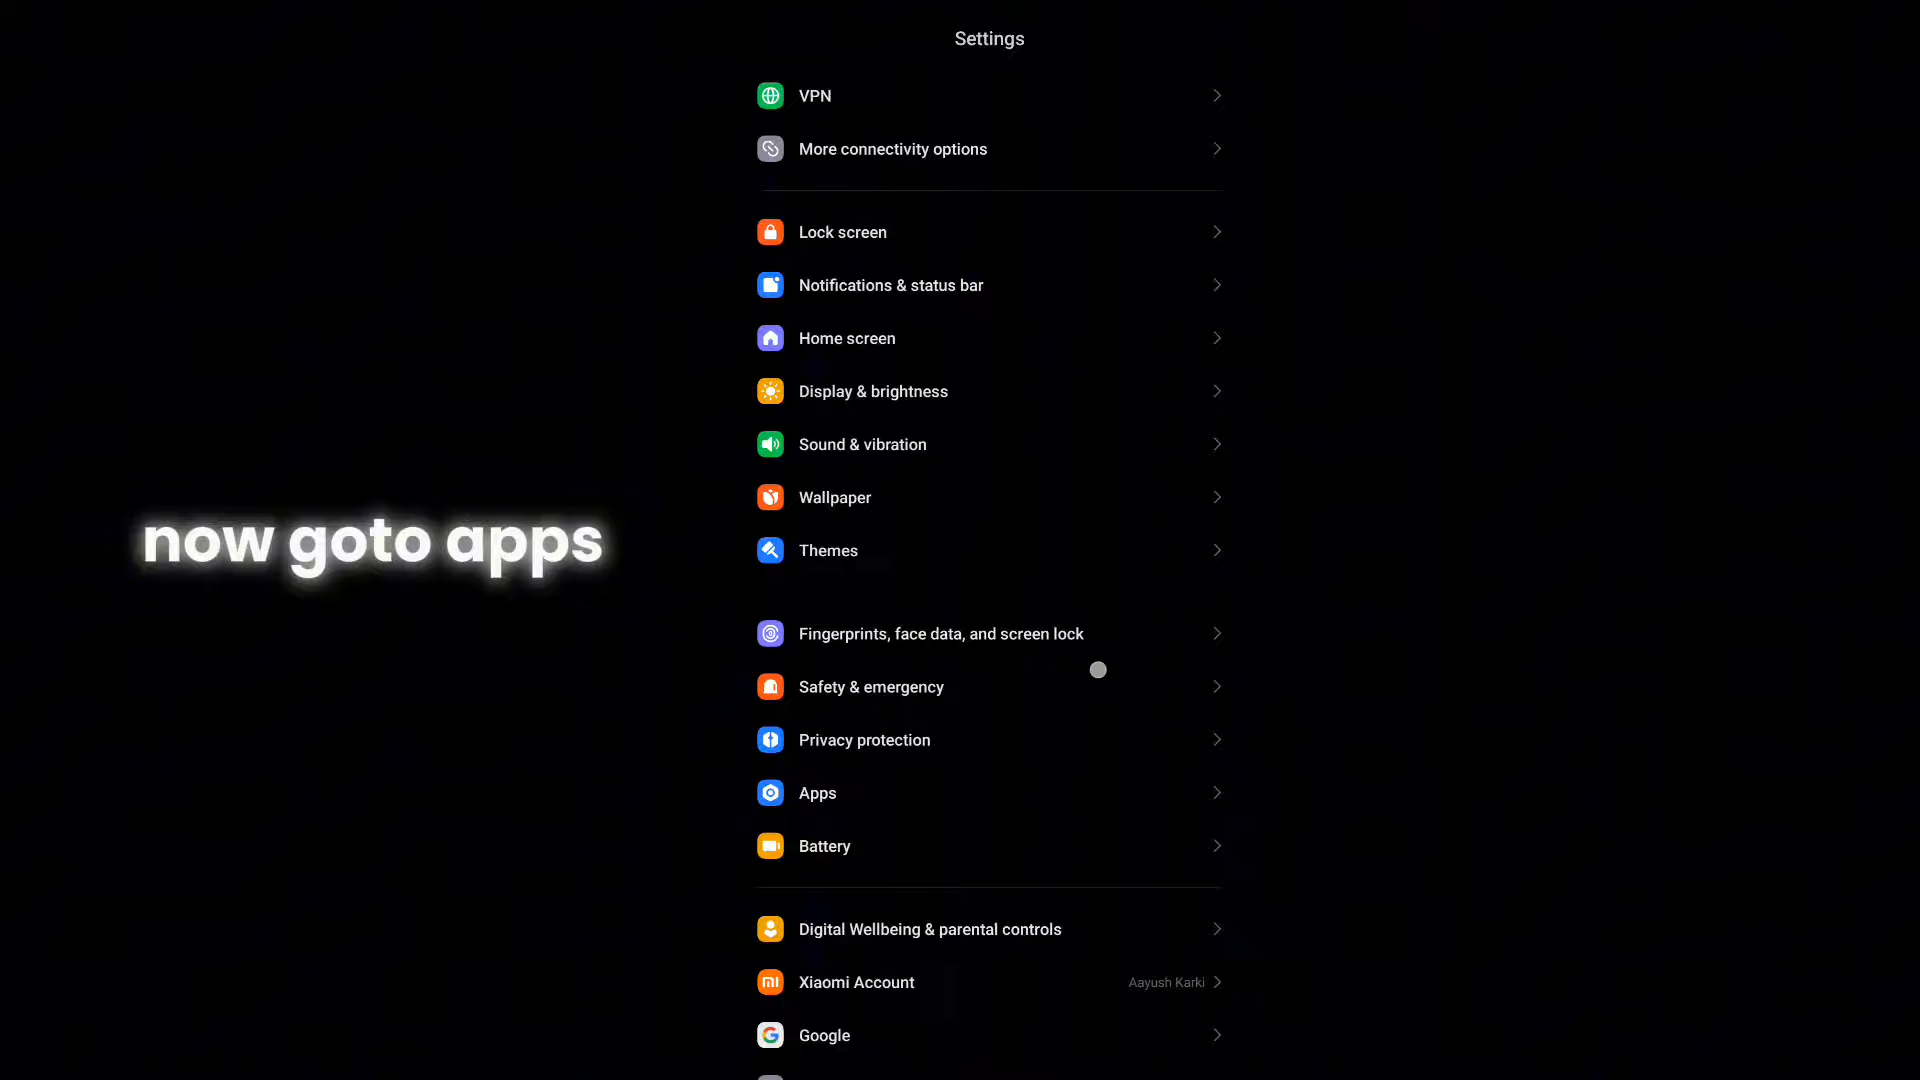 Settings
VPN
More connectivity options
Lock screen
Notifications & status bar
Home screen
Display & brightness
Sound & vibration
Wallpaper
now goto apps
Themes
Fingerprints, face data, and screen lock
Safety & emergency
Privacy protection
Apps
Battery
Digital Wellbeing & parental controls
Xiaomi Account Aayush Karki
Google